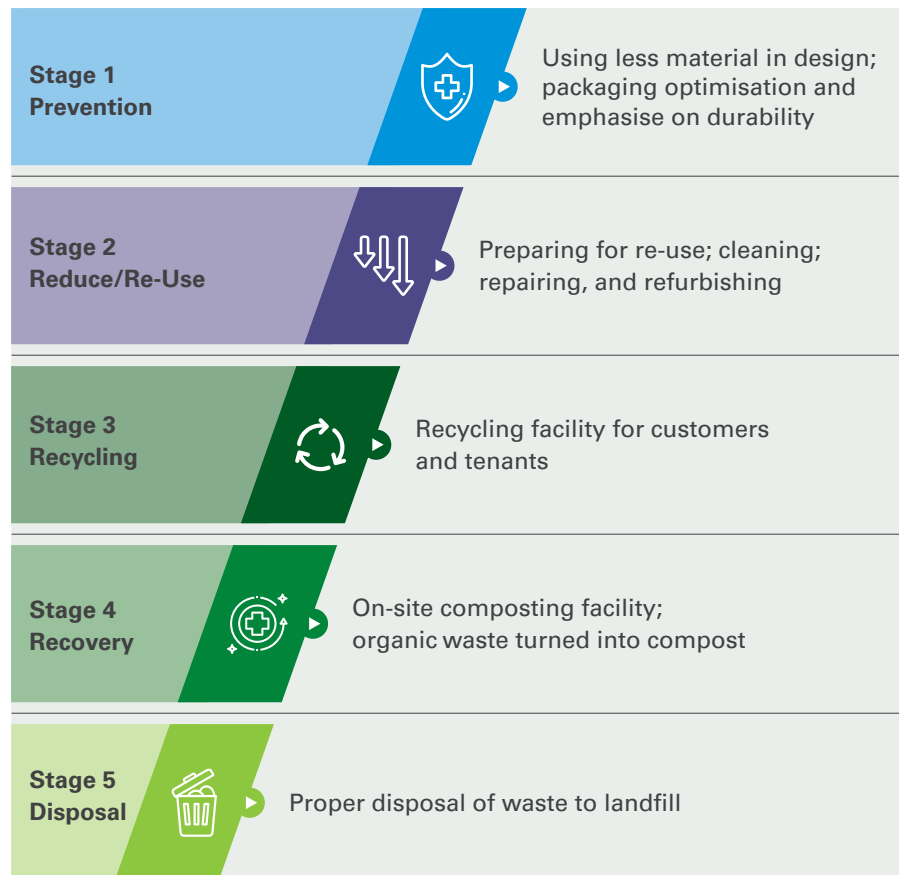 Stage 1
Prevention
Using less material in design;
packaging optimisation and
emphasise on durability
Stage 2
Reduce/Re-Use
Preparing for re-use; cleaning;
repairing, and refurbishing
Stage 3
Recycling
Recycling facility for customers
and tenants
Stage 4
Recovery
On-site composting facility;
organic waste turned into compost
Stage 5
Disposal
Proper disposal of waste to landfill